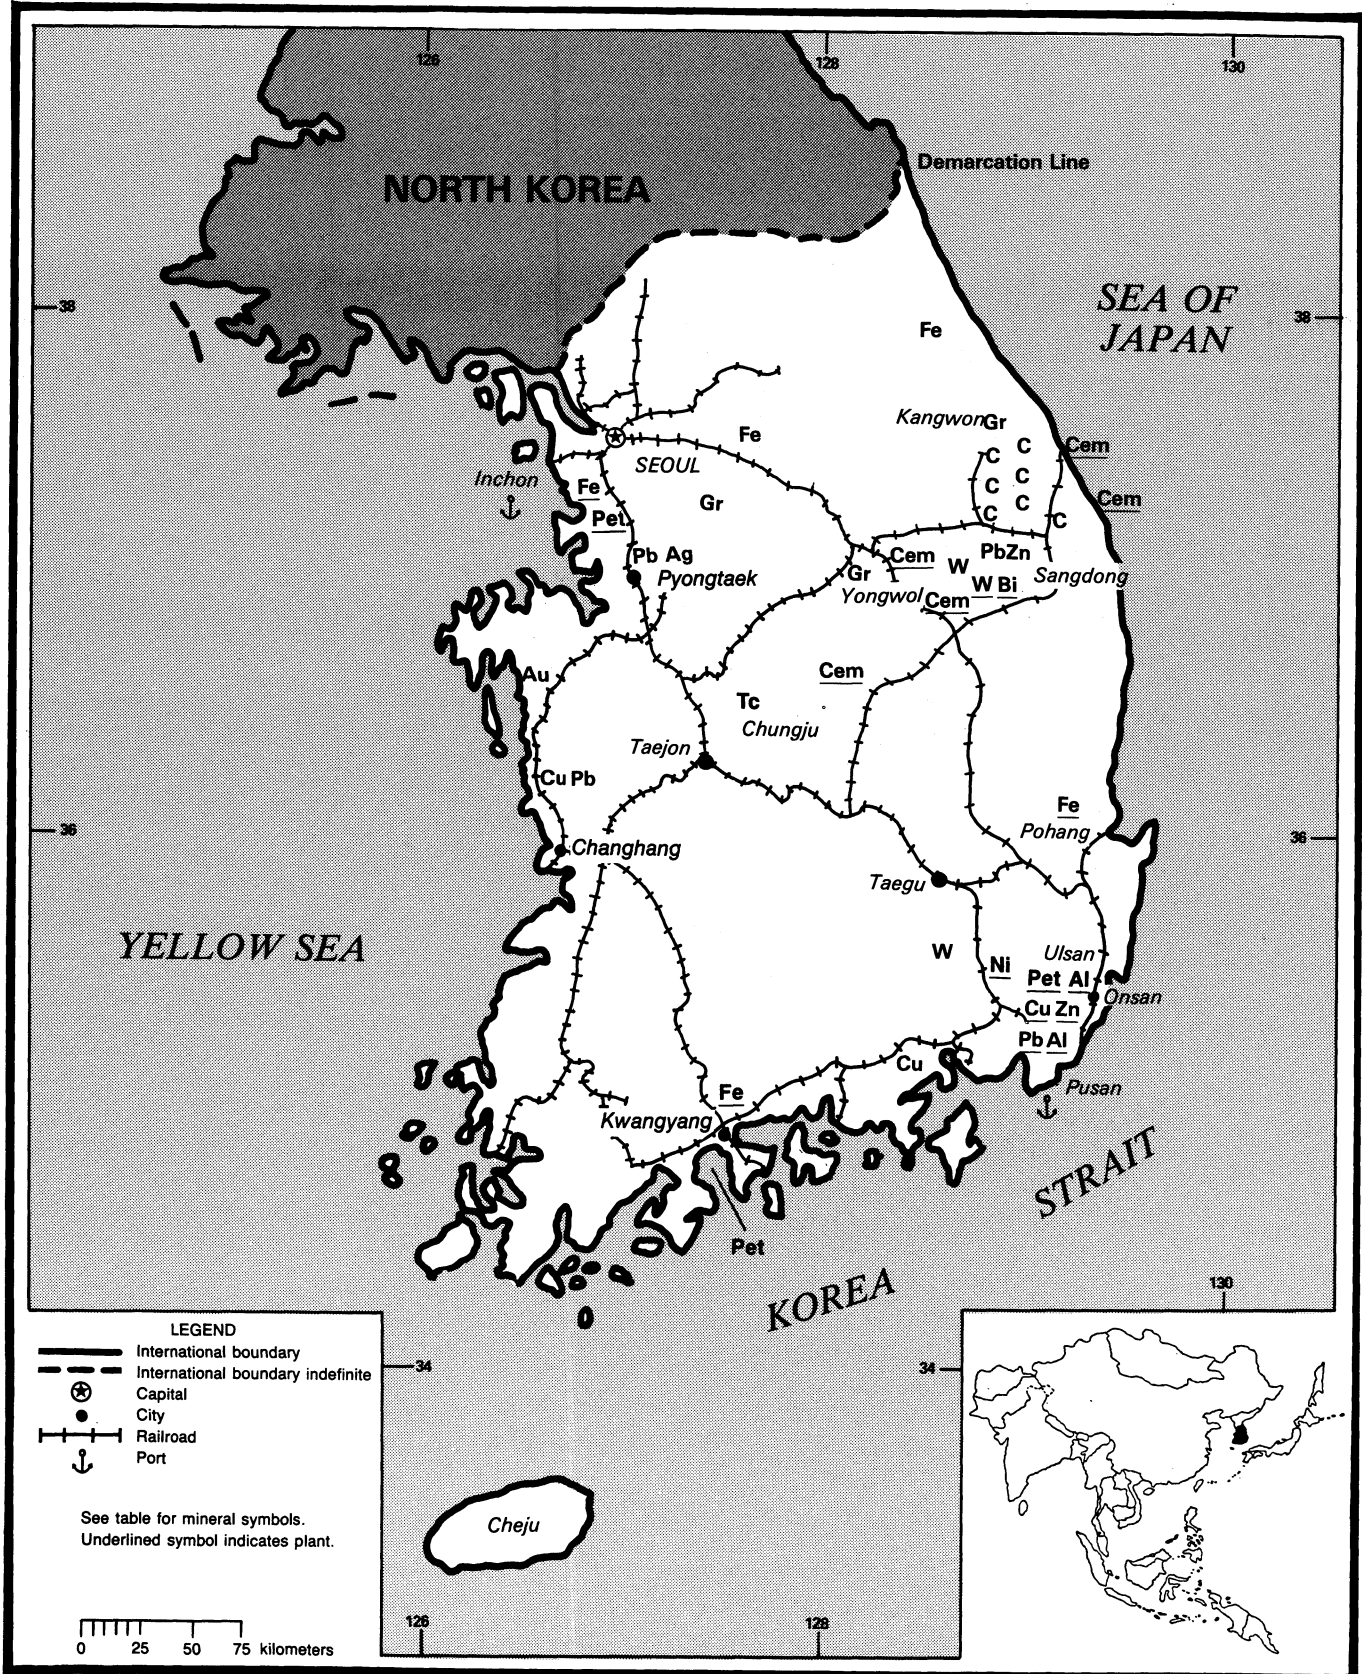 126
128
130
Demarcation Line
NORTH KOREA
38
SEA OF
JAPAN
38
Fe
Kangwon
Gr
C
C
C
C
C
C
C
Cem
Cem
Fe
SEOUL
Inchon
Fe
Pet
Gr
Pb Ag
Pyongtaek
Gr
Cem
W
PbZn
W Bi
Sangdong
Yongwol
Cem
Au
Cem
Tc
Chungju
Taejon
Cu Pb
Fe
Pohang
36
36
Changhang
Taegu
YELLOW SEA
W
Ni
Ulsan
Pet Al
Onsan
Cu Zn
Pb Al
Cu
Pusan
Fe
Kwangyang
Pet
KOREA
STRAIT
130
LEGEND
International boundary
International boundary indefinite
Capital
City
Railroad
Port
See table for mineral symbols.
Underlined symbol indicates plant.
0 25 50 75 kilometers
34
34
Cheju
126
128